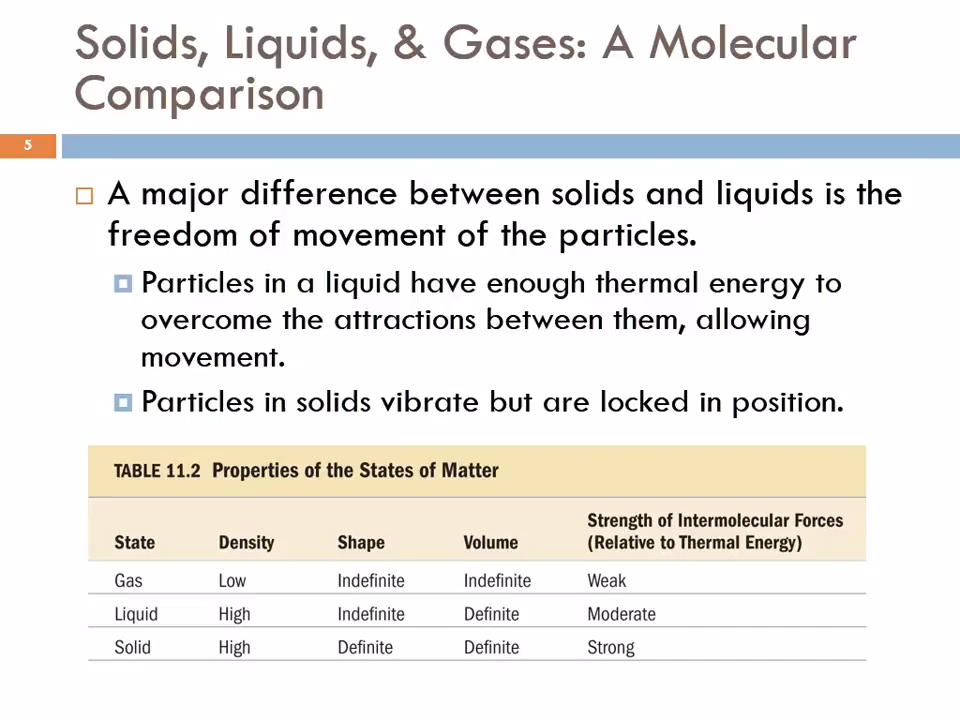 Solids, Liquids, & Gases: A Molecular
Comparison
5
A major difference between solids and liquids is the
freedom of movement of the particles.
Particles in a liquid have enough thermal energy to
overcome the attractions between them, allowing
movement.
Particles in solids vibrate but are locked in position.
TABLE 11.2 Properties of the States of Matter
Strength of Intermolecular Forces
State Density Shape Volume (Relative to Thermal Energy)
Gas Low Indefinite Indefinite Weak
Liquid High Indefinite Definite Moderate
Solid High Definite Definite Strong